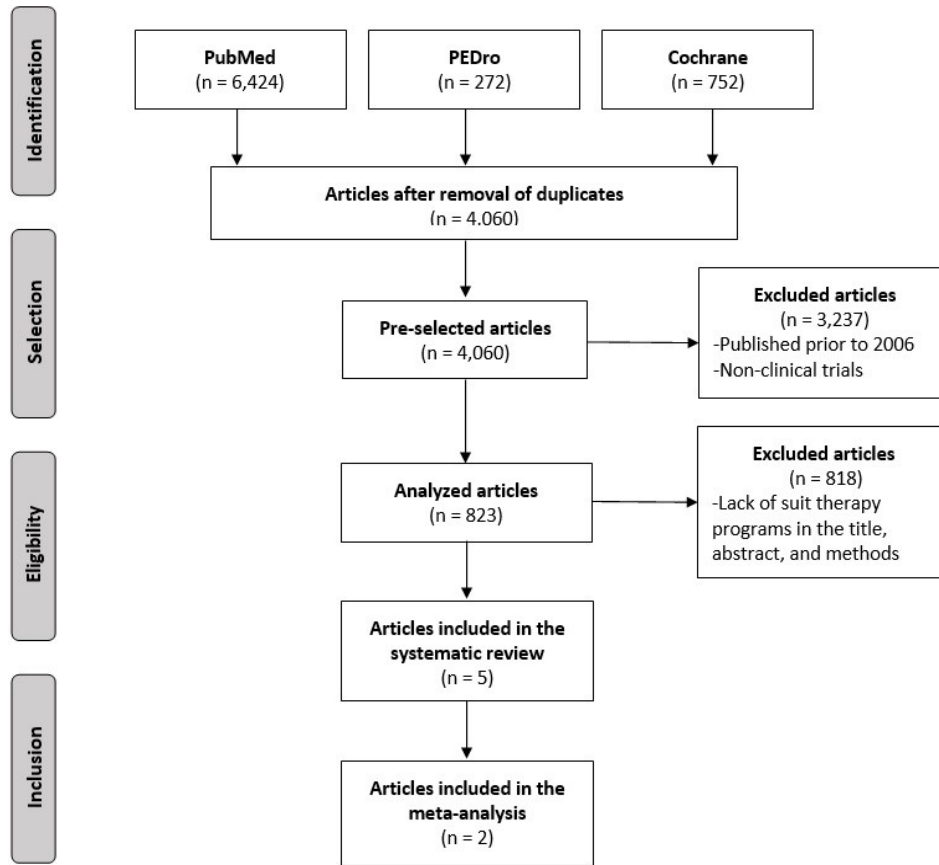 Identification
PubMed
(n = 6,424)
PEDro
(n = 272)
Cochrane
(n = 752)
Articles after removal of duplicates
(n = 4.060)
Selection
Pre-selected articles
(n = 4,060)
Excluded articles
(n = 3,237)
-Published prior to 2006
-Non-clinical trials
Eligibility
Analyzed articles
(n = 823)
Excluded articles
(n = 818)
-Lack of suit therapy
programs in the title,
abstract, and methods
Articles included in the
systematic review
(n = 5)
Inclusion
Articles included in the
meta-analysis
(n = 2)